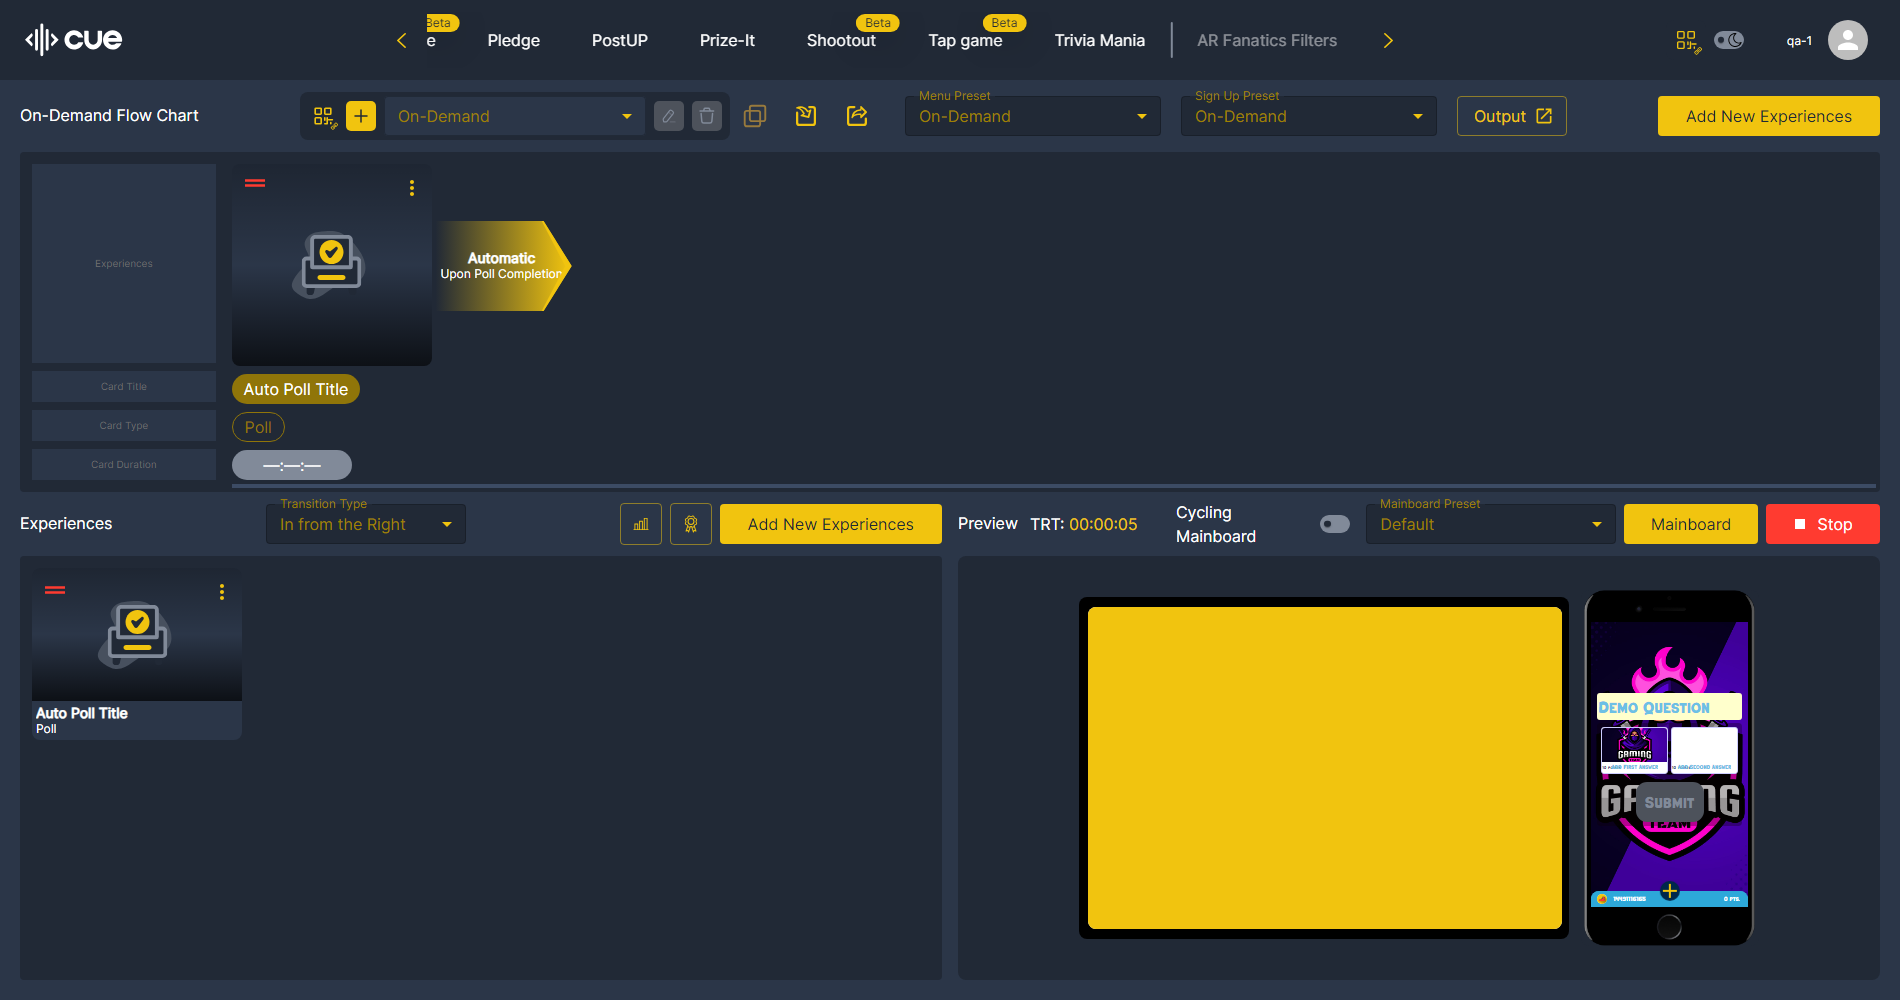 cue
Beta
e
Pledge
PostUP
Prize-It
Beta
Shootout
Beta
Tap game
Trivia Mania
AR Fanatics Filters
qa-1
On-Demand Flow Chart
On-Demand
Menu Preset
On-Demand
Sign Up Preset
On-Demand
Output
Add New Experiences
Experiences
Automatic
Upon Poll Completion
Card Title
Auto Poll Title
Card Type
Poll
Card Duration
—:—:—
Experiences
Transition Type
In from the Right
Add New Experiences
Preview
TRT: 00:00:05
Cycling
Mainboard
Mainboard Preset
Default
Mainboard
Stop
Auto Poll Title
Poll
Demo Question
GAMING
Submit
TEAM
0 PTS.